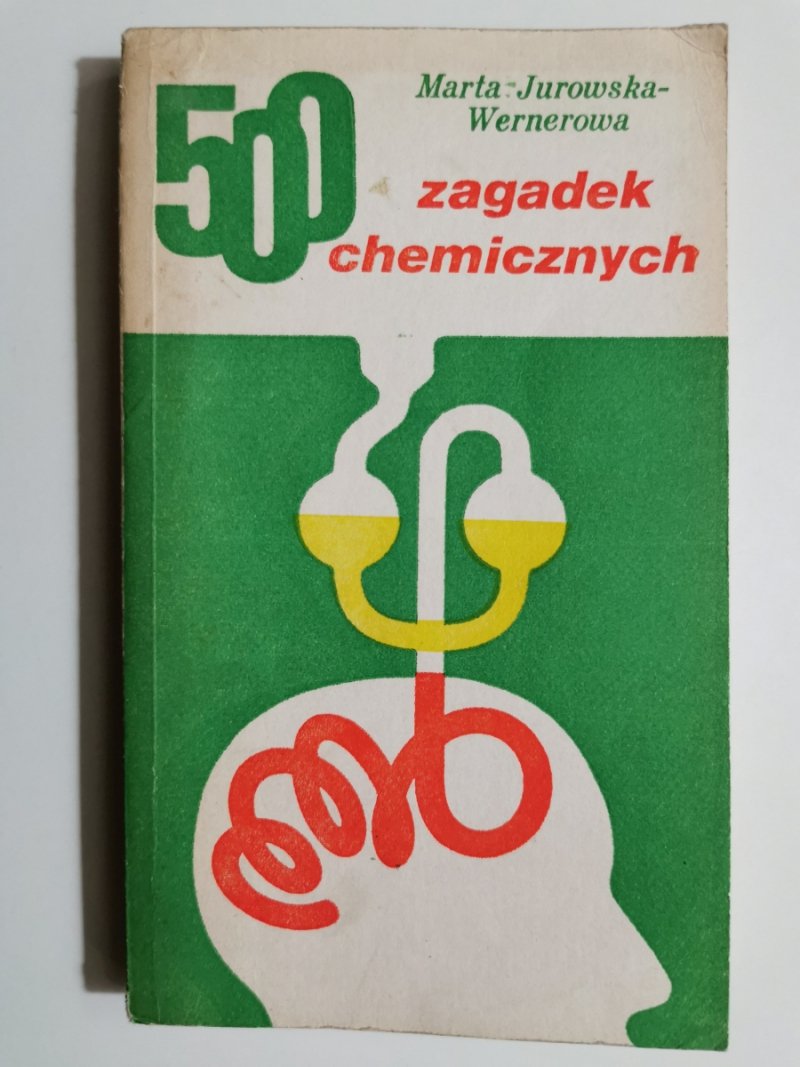 Marta Jurowska-
Wernerowa
500
zagadek
chemicznych